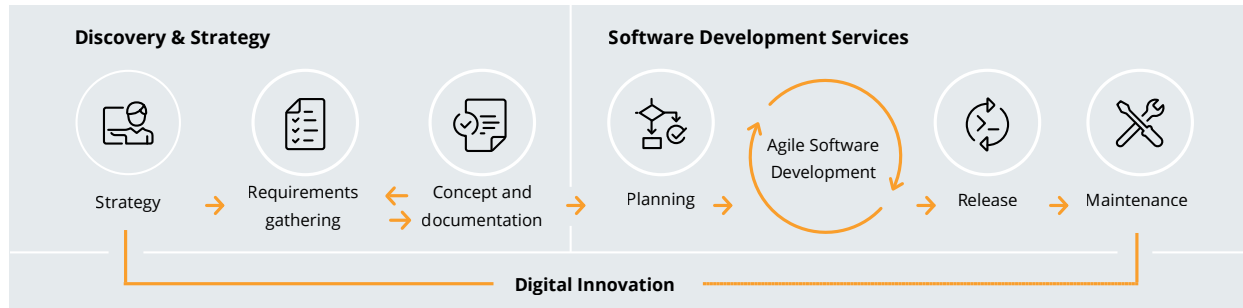 Discovery & Strategy
Software Development Services
Strategy
Requirements
gathering
Concept and
documentation
Planning
Agile Software
Development
Release
Maintenance
Digital Innovation